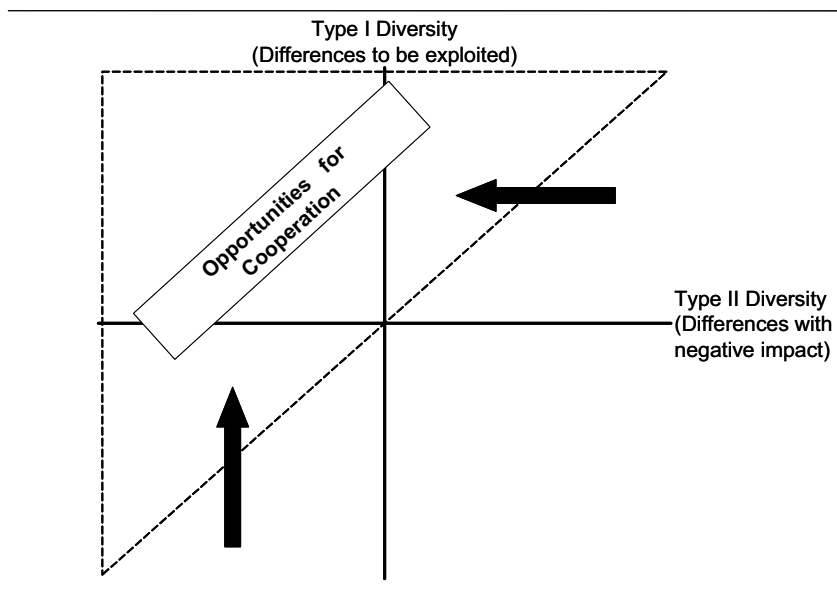 Type I Diversity
(Differences to be exploited)
Opportunities for
Cooperation
Type II Diversity
(Differences with
negative impact)